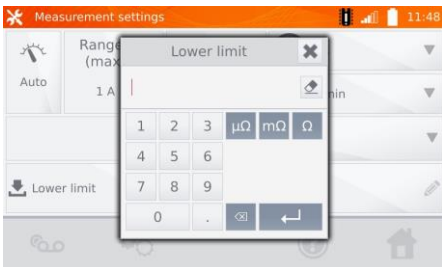 Measurement settings
11:48
Auto
Range
(max
1 A
Lower limit
min
1 2 3 μΩ mΩ Ω
4 5 6
7 8 9
0 .
Lower limit